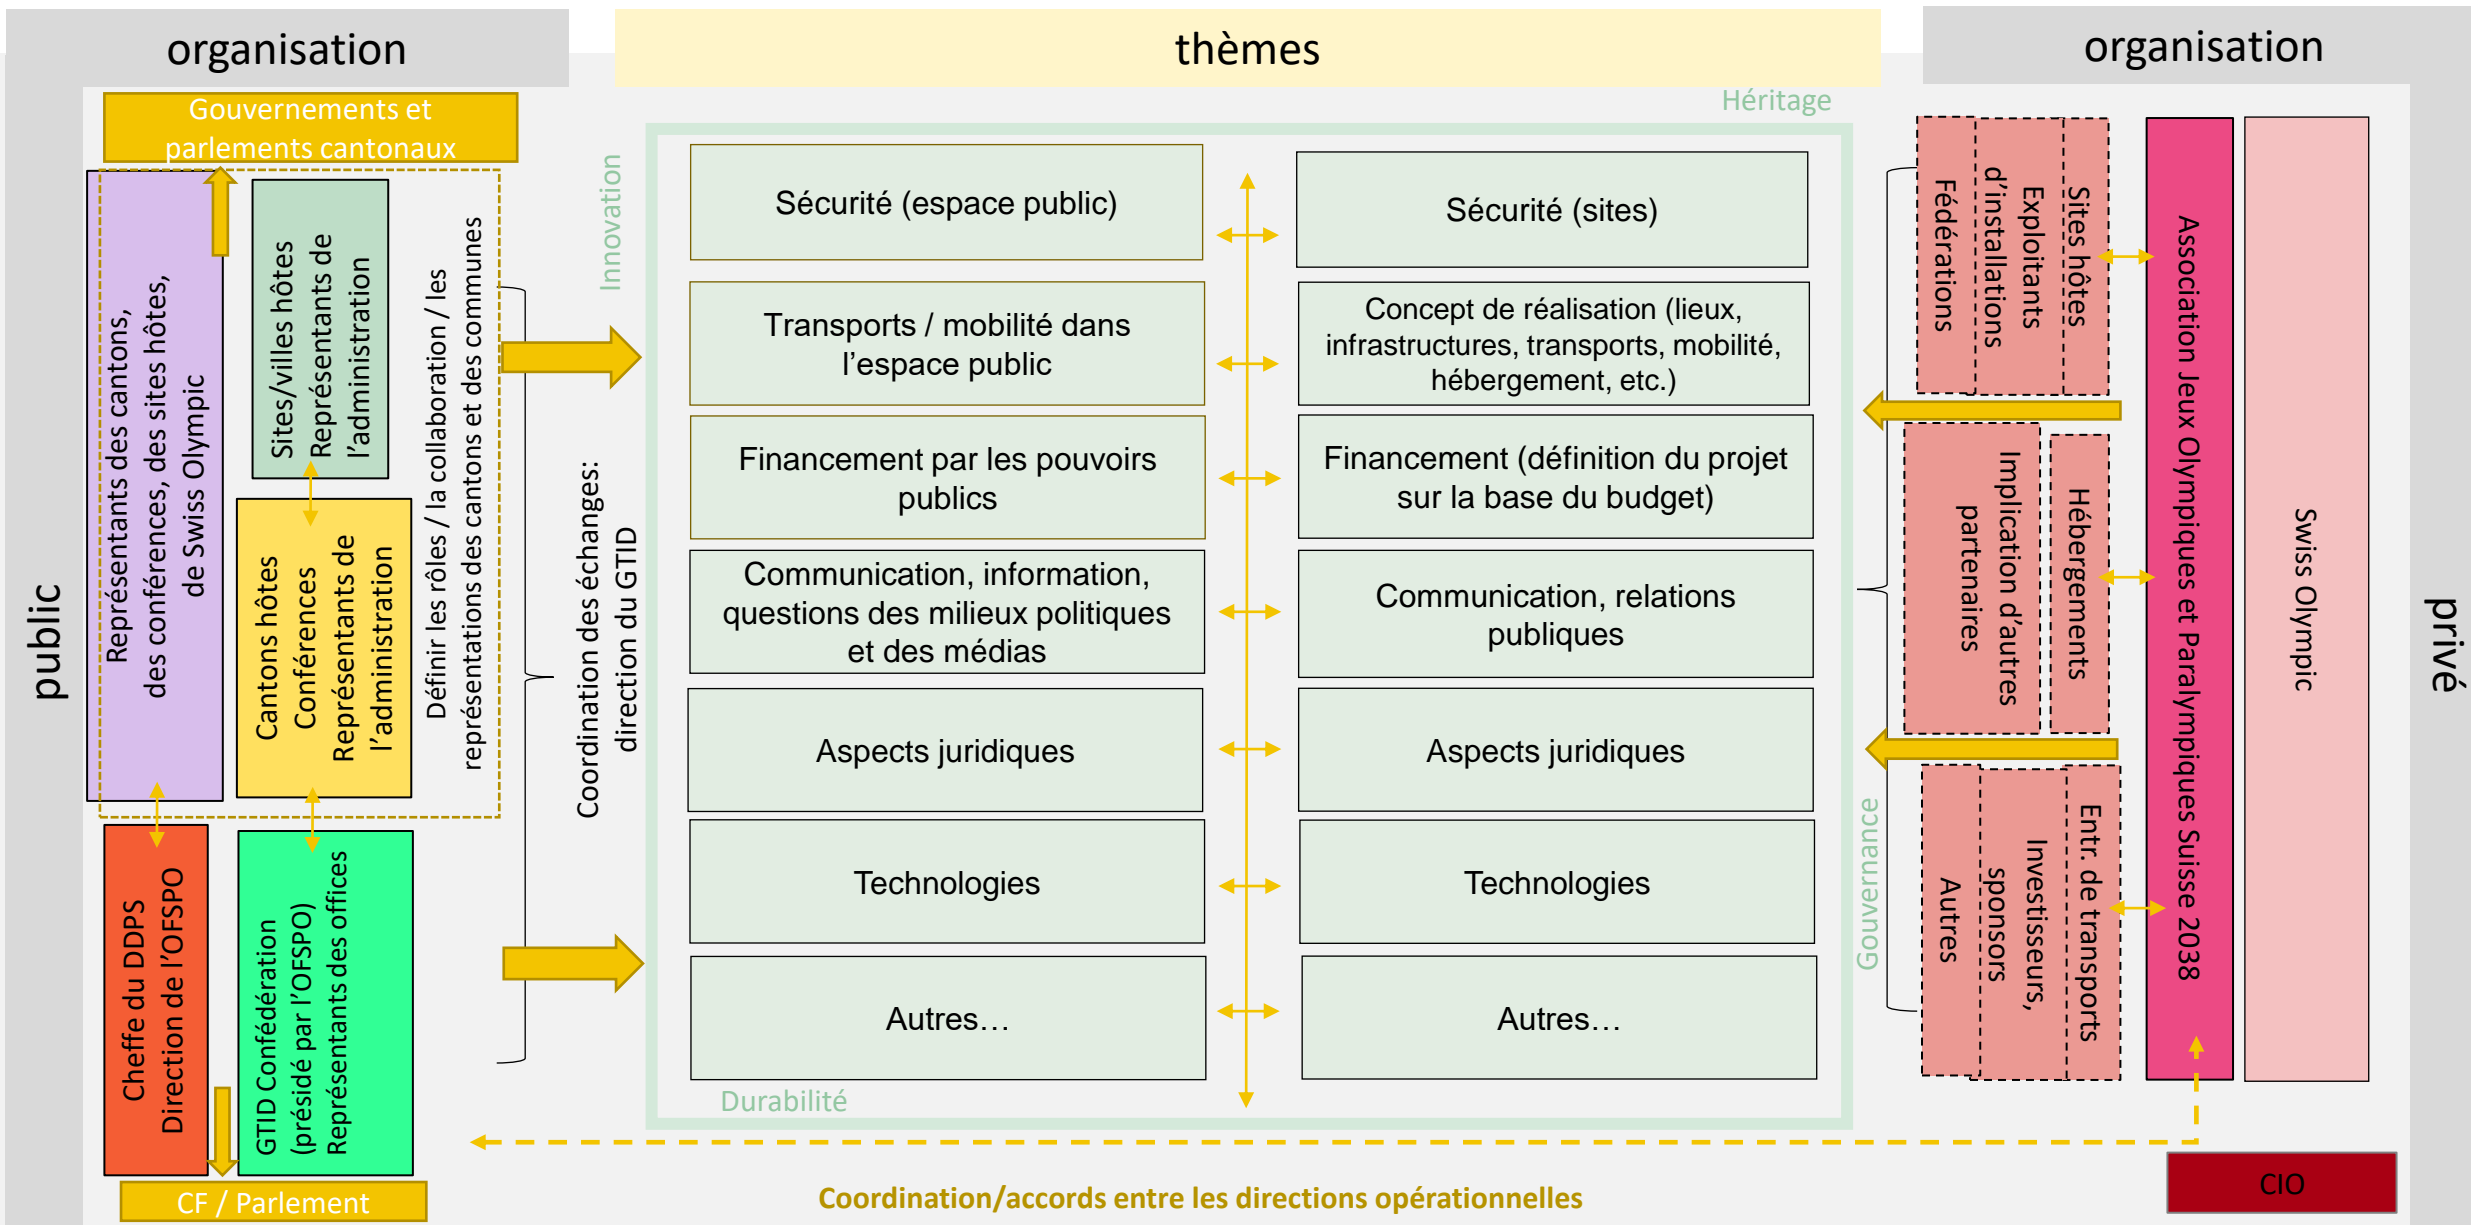 organisation
thèmes
organisation
public
Gouvernements et
parlements cantonaux
Représentants des cantons,
des conférences, des sites hôtes,
de Swiss Olympic
Sites/villes hôtes
Représentants de
l’administration
Cantons hôtes
Conférences
Représentants de
l’administration
Définir les rôles / la collaboration / les
représentations des cantons et des communes
Cheffe du DDPS
Direction de l’OFSPO
GTID Confédération
(présidé par l’OFSPO)
Représentants des offices
CF / Parlement
Coordination des échanges:
direction du GTID
Innovation
Héritage
Sécurité (espace public)
Sécurité (sites)
Transports / mobilité dans
l’espace public
Concept de réalisation (lieux,
infrastructures, transports, mobilité,
hébergement, etc.)
Financement par les pouvoirs
publics
Financement (définition du projet
sur la base du budget)
Communication, information,
questions des milieux politiques
et des médias
Communication, relations
publiques
Aspects juridiques
Aspects juridiques
Technologies
Technologies
Autres…
Autres…
Durabilité
Gouvernance
Coordination/accords entre les directions opérationnelles
Sites hôtes
Exploitants
d’installations
Fédérations
Hébergements
Implication d’autres
partenaires
Entr. de transports
Investisseurs,
sponsors
Autres
Association Jeux Olympiques et Paralympiques Suisse 2038
Swiss Olympic
CIO
privé